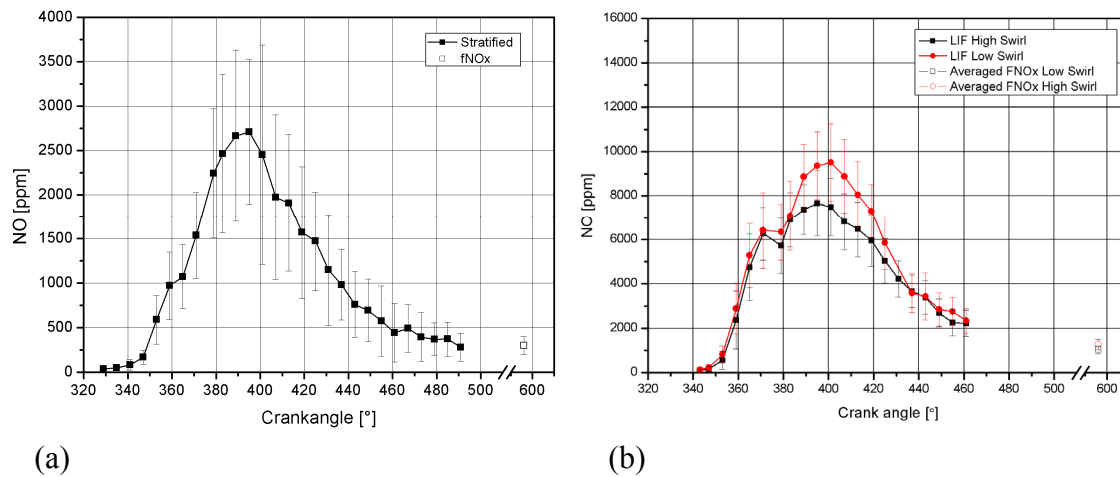 4000
3500
3000
2500
2000
1500
1000
500
0
NO [ppm]
Stratified
fNOx
320 340 360 380 400 420 440 460 480 500 600
Crankangle [°]
(a)
16000
14000
12000
10000
8000
6000
4000
2000
0
NC [ppm]
LIF High Swirl
LIF Low Swirl
Averaged FNOx Low Swirl
Averaged FNOx High Swirl
320 340 360 380 400 420 440 460 480 500 600
Crank angle [°]
(b)